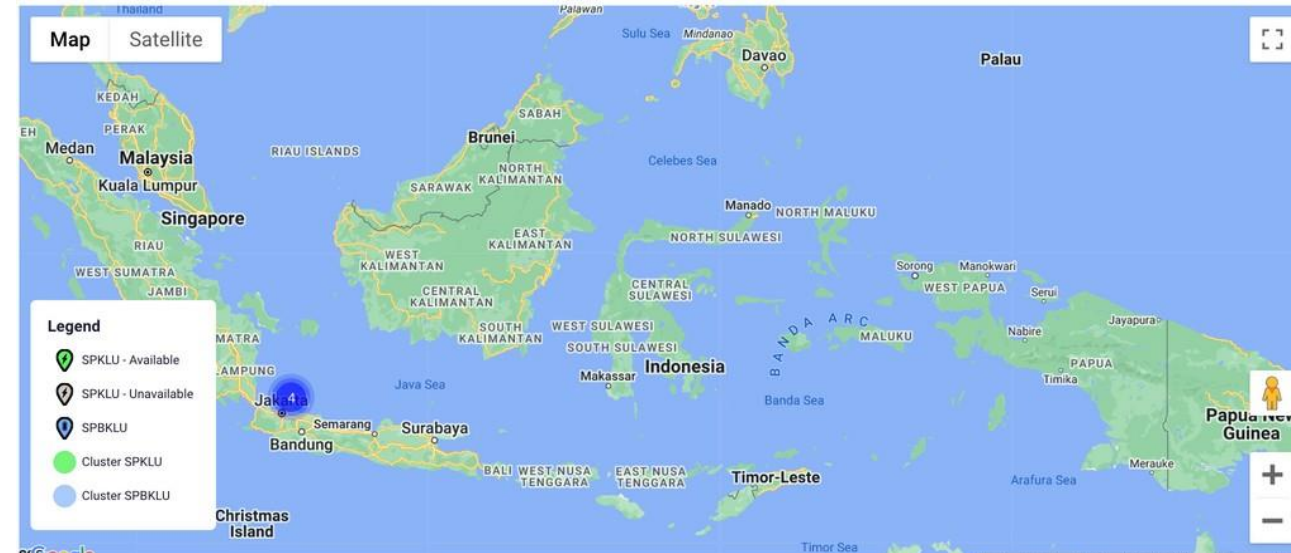 Thailand
Palawan
Map Satellite
Sulu Sea
Mindanao
Davao
Palau
KEDAH
SABAH
PERAK
EH
Medan
Malaysia
Brunei
RIAU ISLANDS
Celebes Sea
Kuala Lumpur
NORTH
KALIMANTAN
SARAWAK
Manado
NORTH MALUKU
Singapore
EAST
KALIMANTAN
NORTH SULAWESI
RIAU
WEST
KALIMANTAN
Sorong
Manokwari
WEST SUMATRA
CENTRAL
SULAWESI
WEST PAPUA
JAMBI
CENTRAL
KALIMANTAN
Serui
BANDA ARC
Jayapura
Legend
SOUTH
KALIMANTAN
WEST SULAWESI
MALUKU
Nabire
MATRA
SOUTH SULAWESI
SPKLU - Available
Indonesia
PAPUA
LAMPUNG
Makassar
Timika
Java Sea
SPKLU - Unavailable
4
Jakarta
Banda Sea
Papua New
Guinea
SPBKLU
Semarang
Surabaya
Bandung
Cluster SPKLU
Merauke
BALI
WEST NUSA
TENGGARA
EAST NUSA
TENGGARA
Timor-Leste
Arafura Sea
Cluster SPBKLU
Christmas
Island
Timor Sea
Google